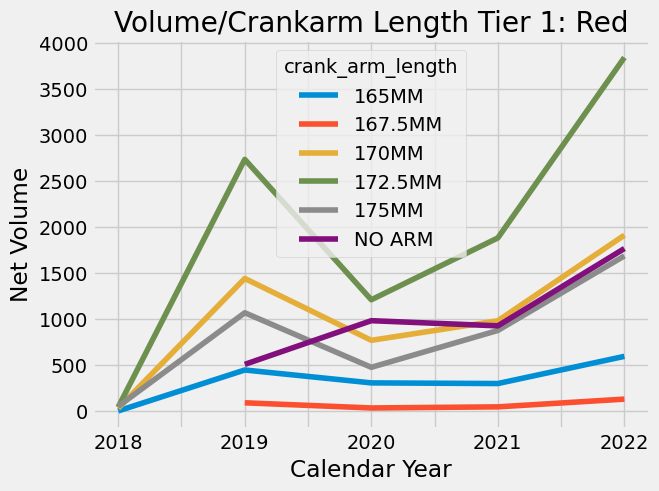 Volume/Crankarm Length Tier 1: Red
4000
3500
3000
2500
2000
1500
1000
500
0
Net Volume
crank_arm_length
165MM
167.5MM
170MM
172.5MM
175MM
NO ARM
2018 2019 2020 2021 2022
Calendar Year